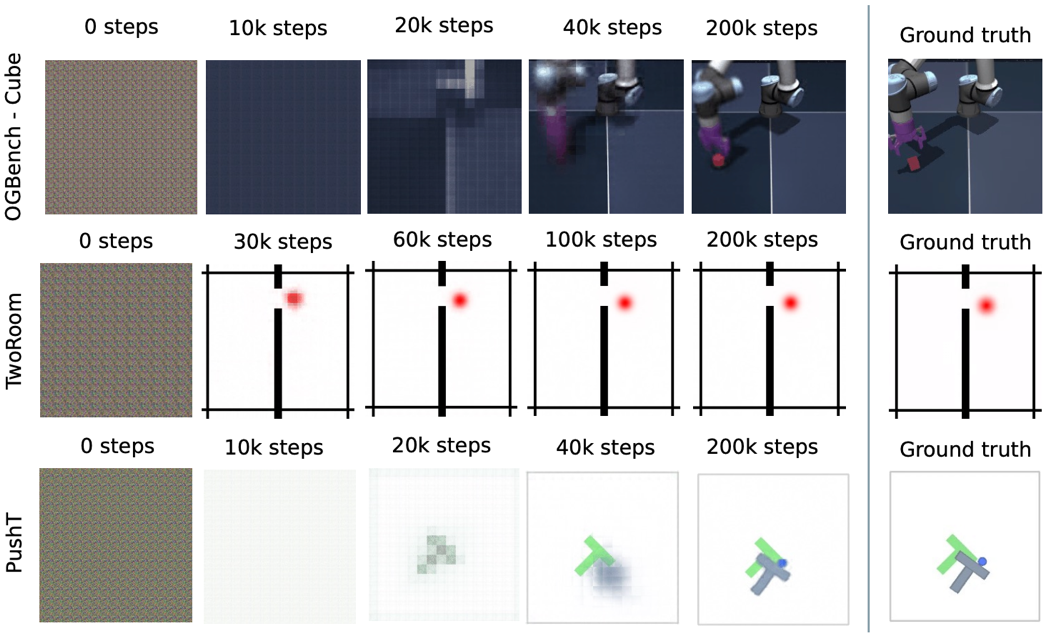 0 steps 10k steps 20k steps 40k steps 200k steps Ground truth
OGBench - Cube
0 steps 30k steps 60k steps 100k steps 200k steps Ground truth
TwoRoom
0 steps 10k steps 20k steps 40k steps 200k steps Ground truth
PushT